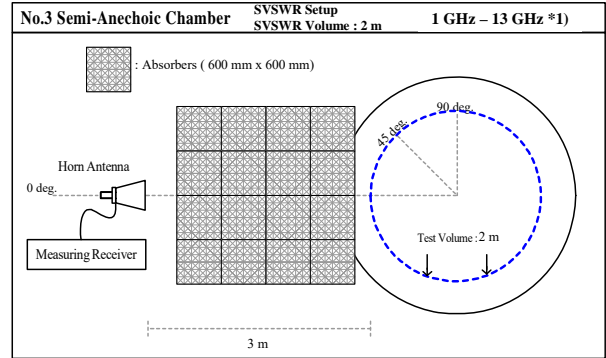 No.3 Semi-Anechoic Chamber
SVSWR Setup
SVSWR Volume : 2 m
1 GHz – 13 GHz *1)
: Absorbers ( 600 mm x 600 mm)
90 deg.
45 deg.
Horn Antenna
0 deg.
Measuring Receiver
Test Volume : 2 m
3 m